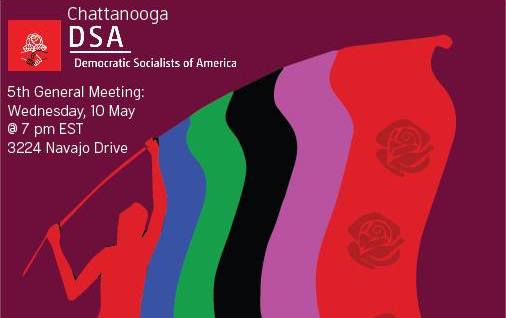 Chattanooga
DSA
Democratic Socialists of America
5th General Meeting:
Wednesday, 10 May
@ 7 pm EST
3224 Navajo Drive